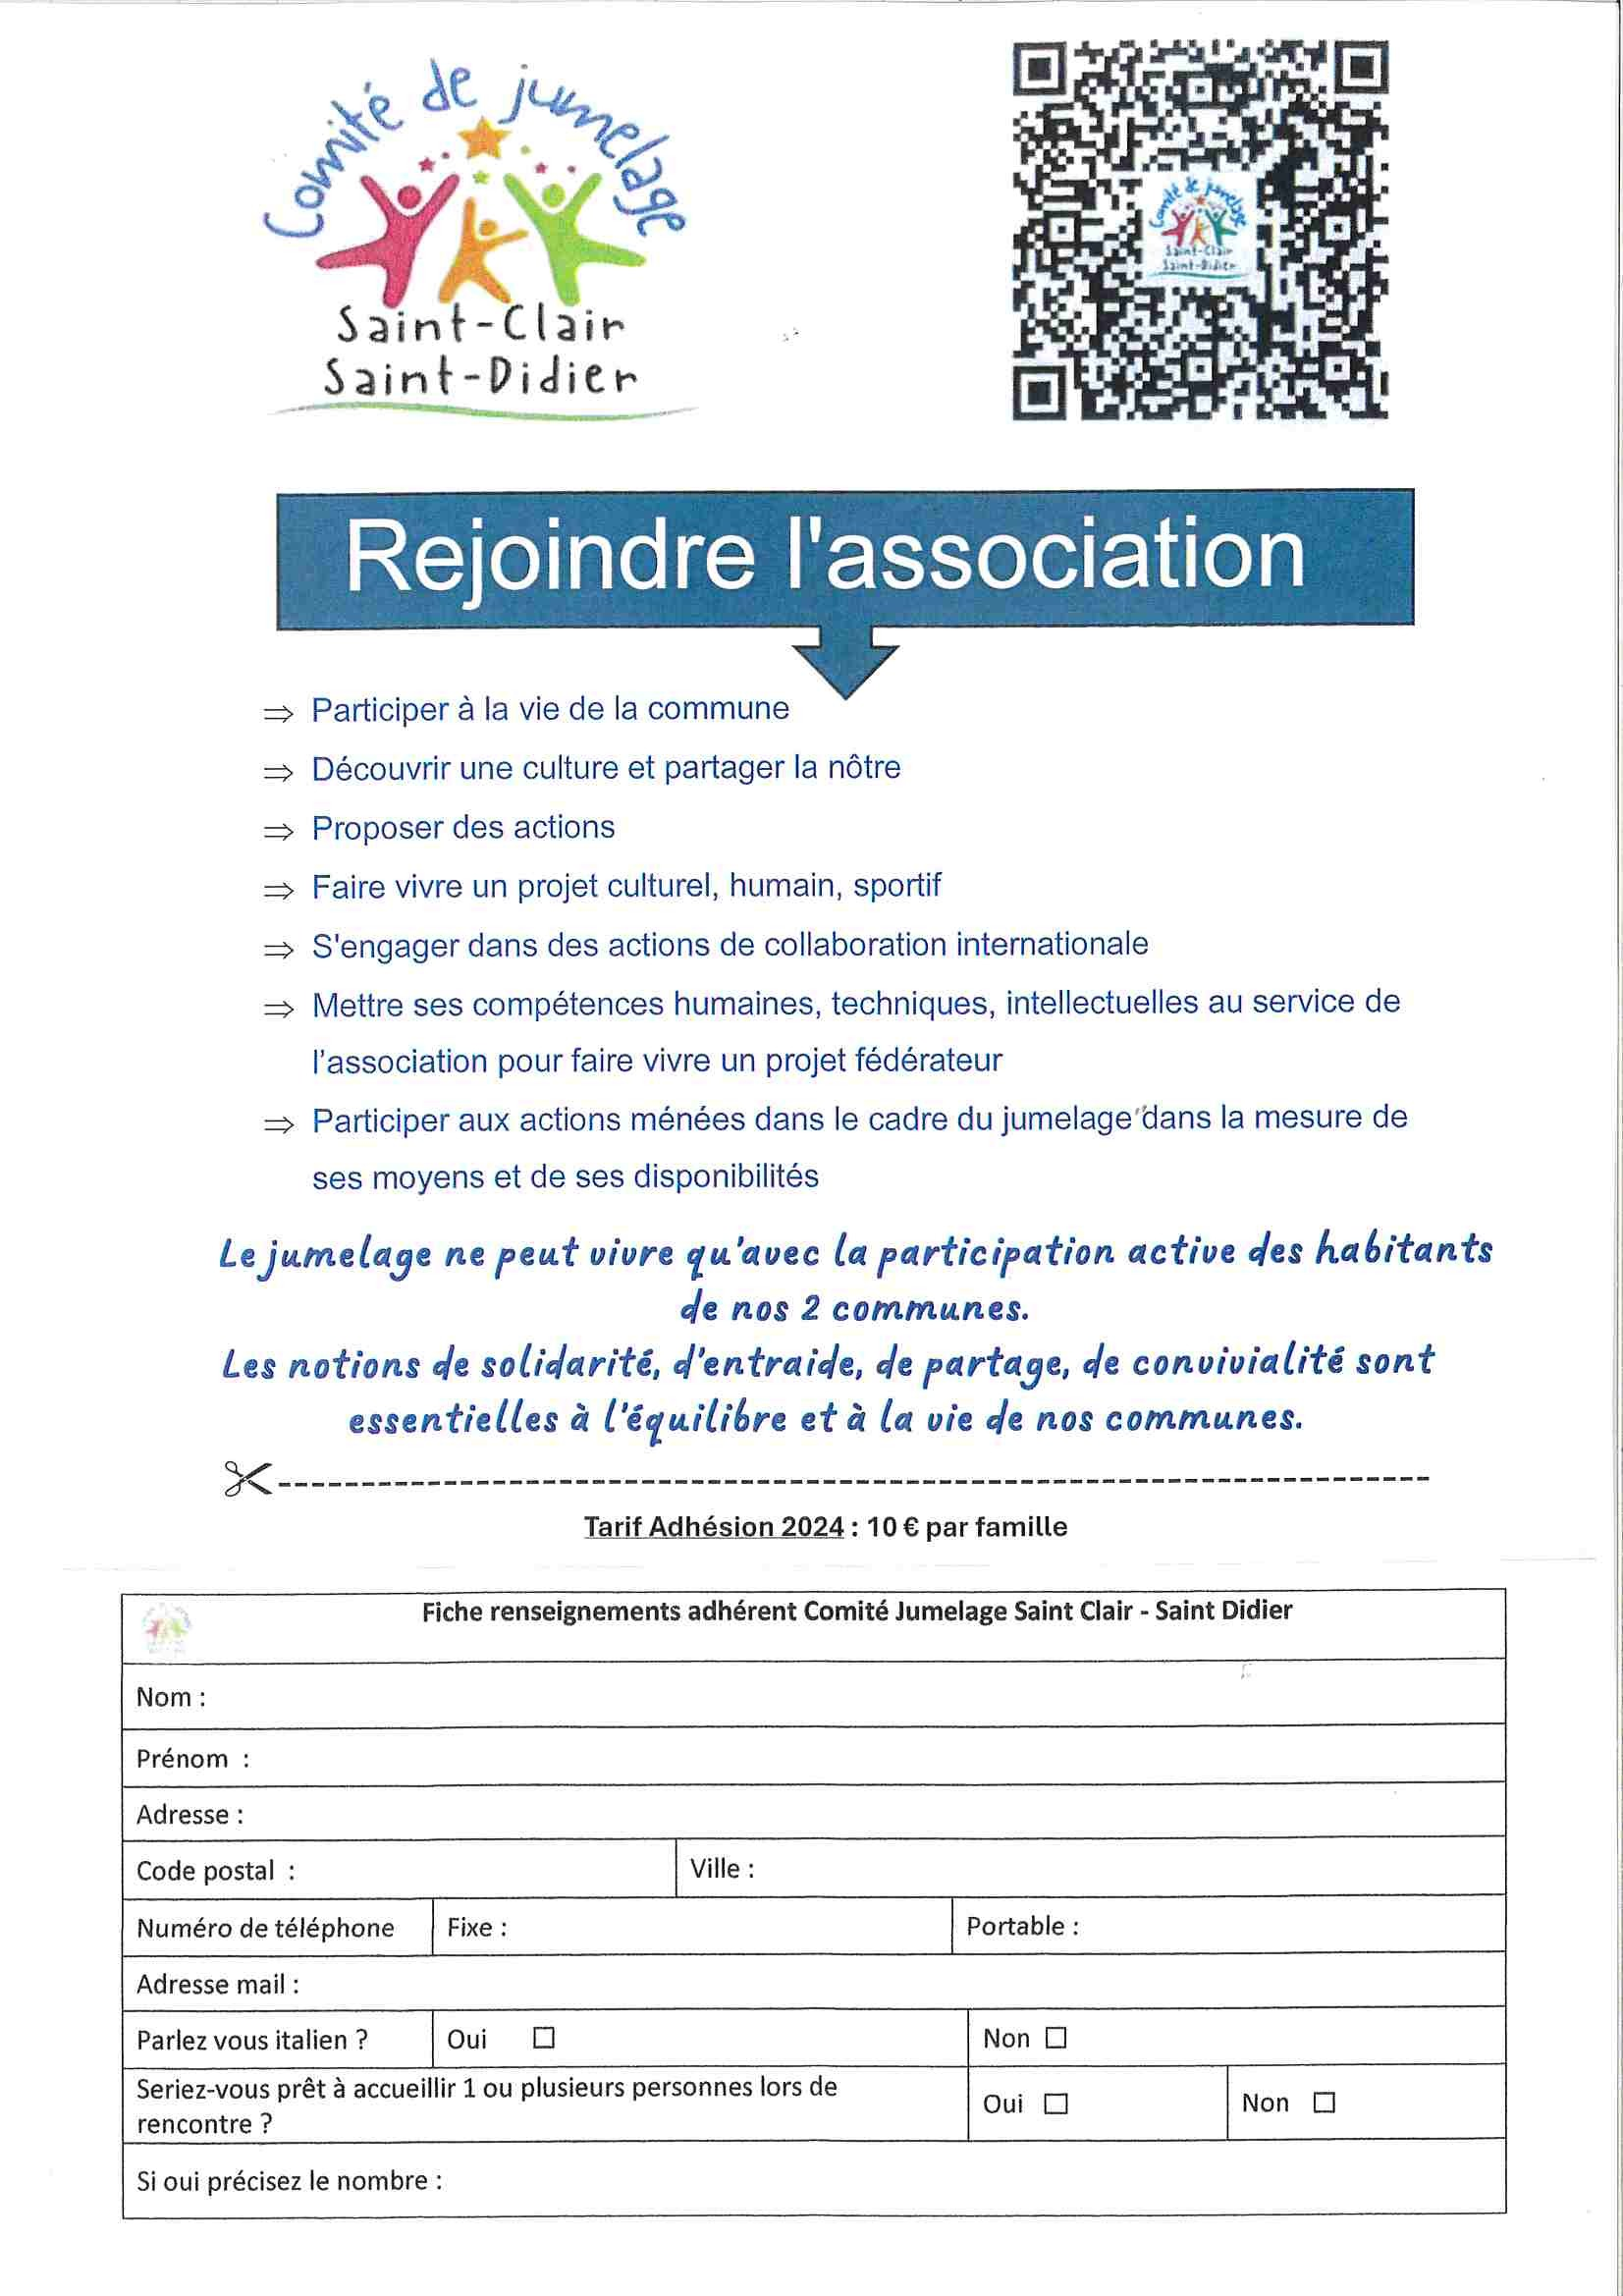 Comité de jumelage
Saint-Clair
Saint-Didier
Comité de jumelage
Saint-Clair
Saint-Didier
Rejoindre l'association
⇒ Participer à la vie de la commune
⇒ Découvrir une culture et partager la nôtre
⇒ Proposer des actions
⇒ Faire vivre un projet culturel, humain, sportif
⇒ S'engager dans des actions de collaboration internationale
⇒ Mettre ses compétences humaines, techniques, intellectuelles au service de
l'association pour faire vivre un projet fédérateur
⇒ Participer aux actions ménées dans le cadre du jumelage dans la mesure de
ses moyens et de ses disponibilités
Le jumelage ne peut vivre qu'avec la participation active des habitants
de nos 2 communes.
Les notions de solidarité, d'entraide, de partage, de convivialité sont
essentielles à l'équilibre et à la vie de nos communes.
Tarif Adhésion 2024 : 10 € par famille
Fiche renseignements adhérent Comité Jumelage Saint Clair - Saint Didier
Nom :
Prénom :
Adresse :
Code postal : Ville :
Numéro de téléphone Fixe : Portable :
Adresse mail :
Parlez vous italien ? Oui ☐ Non ☐
Seriez-vous prêt à accueillir 1 ou plusieurs personnes lors de
rencontre ? Oui ☐ Non ☐
Si oui précisez le nombre :